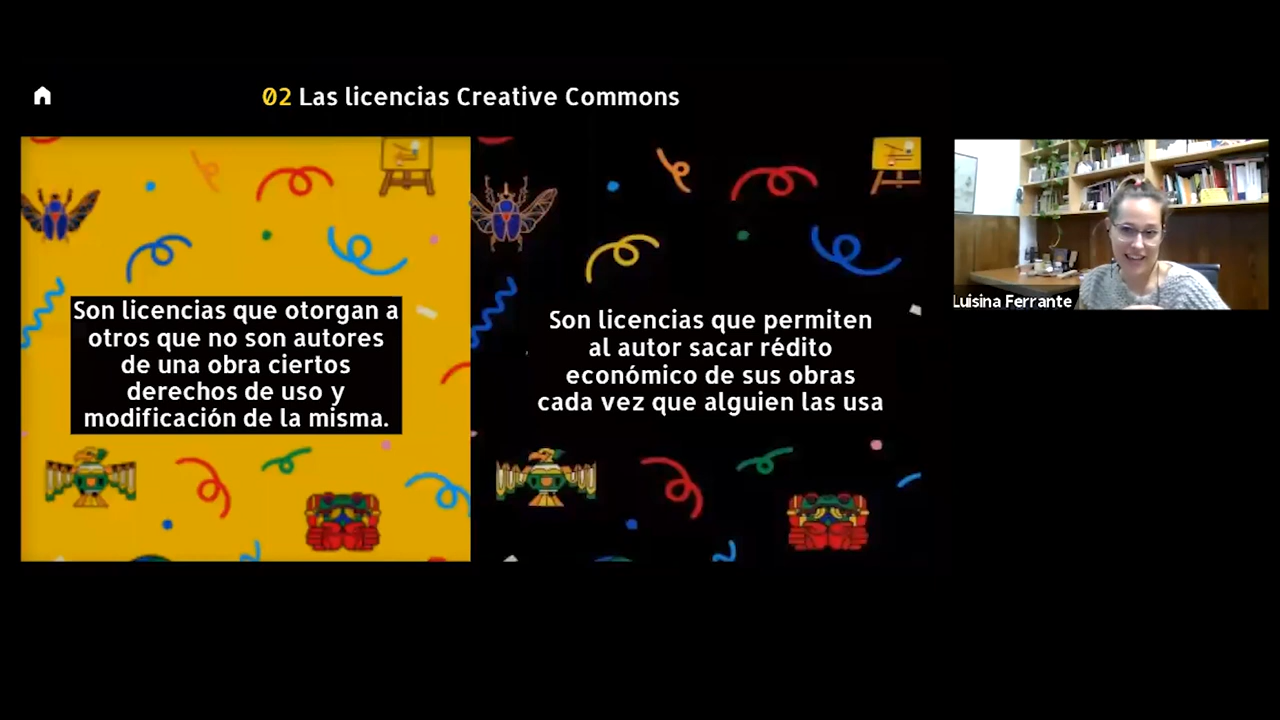 02 Las licencias Creative Commons
Son licencias que otorgan a
otros que no son autores
de una obra ciertos
derechos de uso y
modificación de la misma.
Son licencias que permiten
al autor sacar rédito
económico de sus obras
cada vez que alguien las usa
Luisina Ferrante